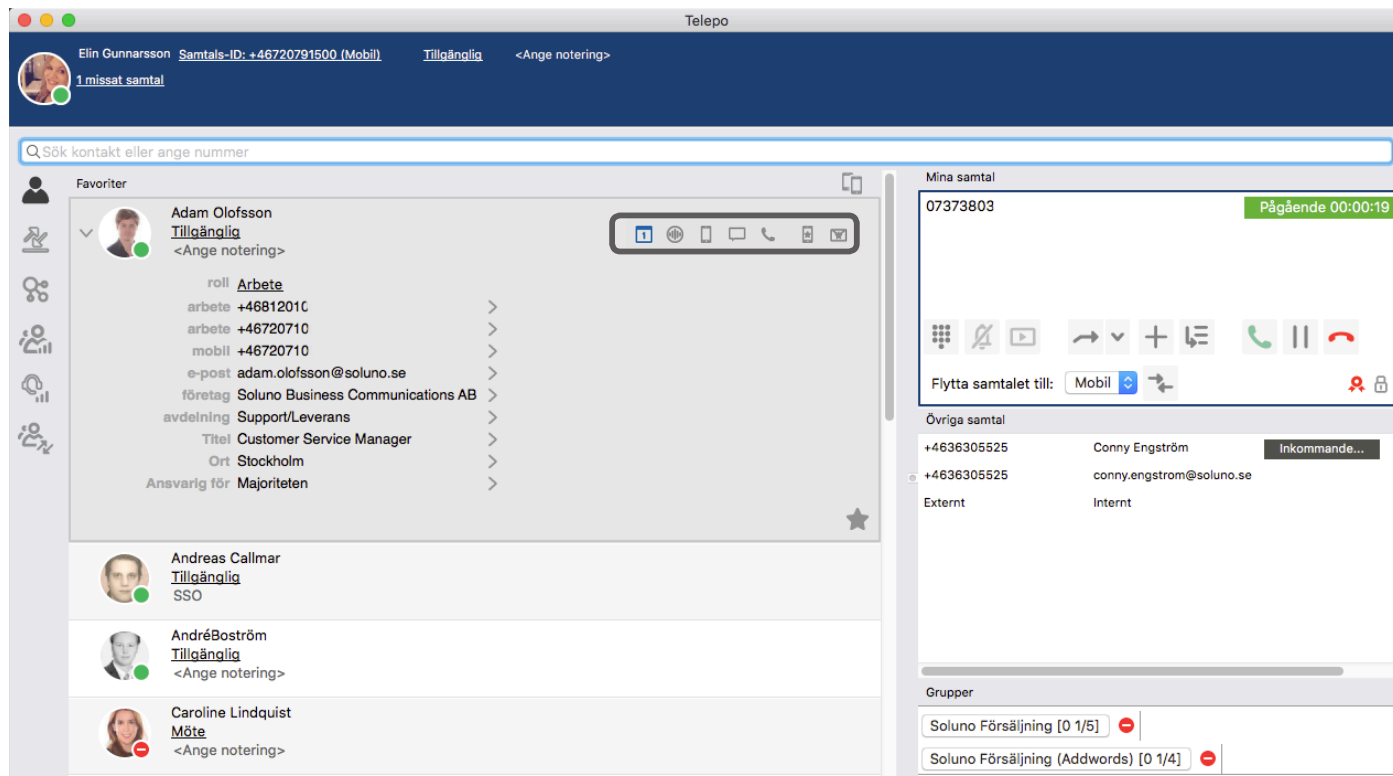 Telepo
Elin Gunnarsson Samtals-ID: +46720791500 (Mobil) Tillgänglig <Ange notering>
1 missat samtal
Sök kontakt eller ange nummer
Favoriter
Adam Olofsson
Tillgänglig
<Ange notering>
1
roll Arbete
arbete +46812010
arbete +46720710
mobil +46720710
e-post adam.olofsson@soluno.se
företag Soluno Business Communications AB
avdelning Support/Leverans
Titel Customer Service Manager
Ort Stockholm
Ansvarig för Majoriteten
Andreas Callmar
Tillgänglig
SSO
AndréBoström
Tillgänglig
<Ange notering>
Caroline Lindquist
Möte
<Ange notering>
Mina samtal
07373803 Pågående 00:00:19
Flytta samtalet till: Mobil
Övriga samtal
+4636305525 Conny Engström Inkommande...
+4636305525 conny.engstrom@soluno.se
Externt Internt
Grupper
Soluno Försäljning [0 1/5]
Soluno Försäljning (Addwords) [0 1/4]